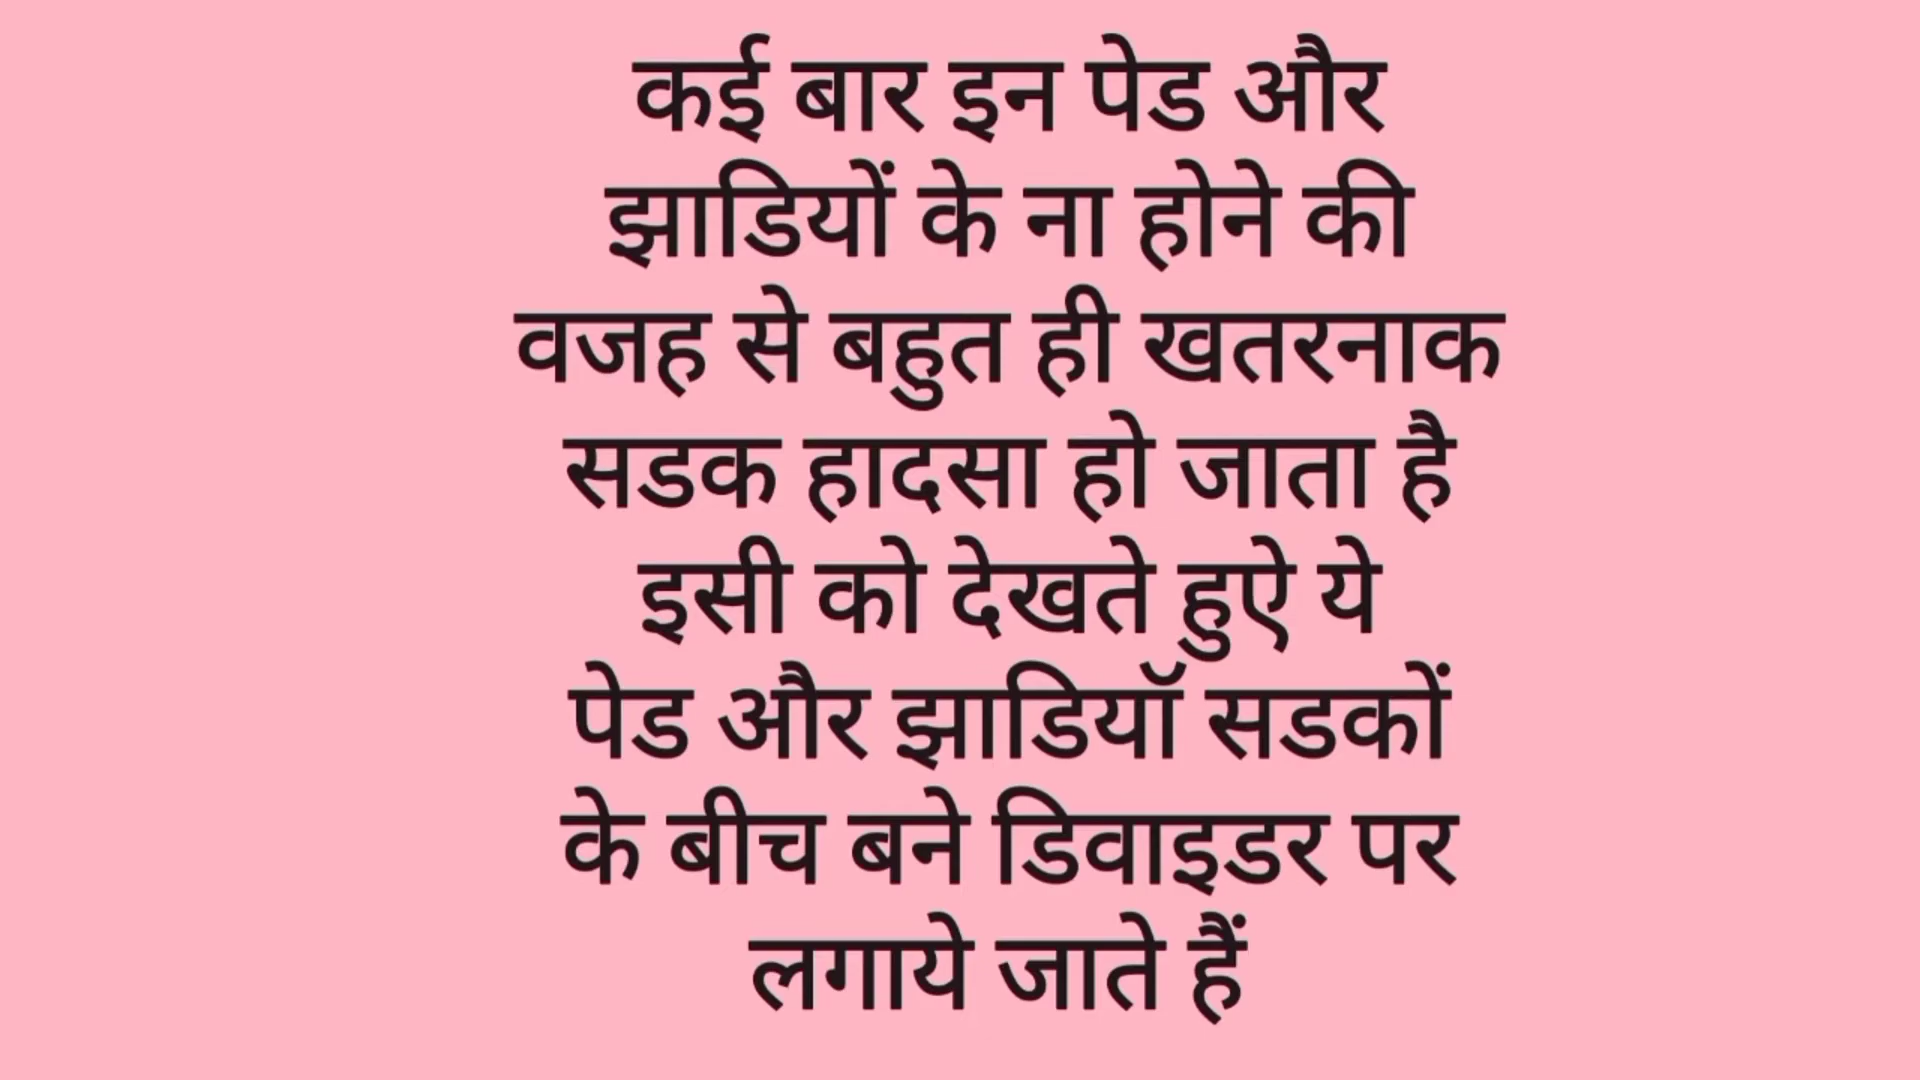 कई बार इन पेड और
झाडियों के ना होने की
वजह से बहुत ही खतरनाक
सडक हादसा हो जाता है
इसी को देखते हुऐ ये
पेड और झाडियॉ सडकों
के बीच बने डिवाइडर पर
लगाये जाते हैं